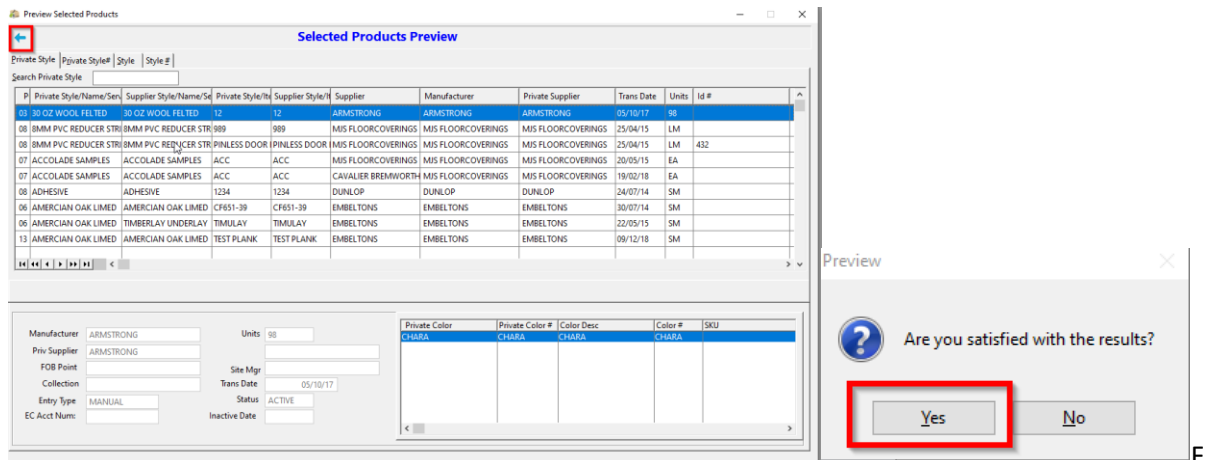 Preview Selected Products
Selected Products Preview
Private Style Private Style# Style Style #
Search Private Style
P Private Style/Name/Serv Supplier Style/Name/Se Private Style/Ite Supplier Style/It Supplier Manufacturer Private Supplier Trans Date Units Id #
03 30 OZ WOOL FELTED 30 OZ WOOL FELTED 12 12 ARMSTRONG ARMSTRONG ARMSTRONG 05/10/17 98
08 8MM PVC REDUCER STRI 8MM PVC REDUCER STR 989 989 MJS FLOORCOVERINGS MJS FLOORCOVERINGS MJS FLOORCOVERINGS 25/04/15 LM
08 8MM PVC REDUCER STRI 8MM PVC REDUCER STR PINLESS DOOR PINLESS DOOR MJS FLOORCOVERINGS MJS FLOORCOVERINGS MJS FLOORCOVERINGS 25/04/15 LM 432
07 ACCOLADE SAMPLES ACCOLADE SAMPLES ACC ACC MJS FLOORCOVERINGS MJS FLOORCOVERINGS MJS FLOORCOVERINGS 20/05/15 EA
07 ACCOLADE SAMPLES ACCOLADE SAMPLES ACC ACC CAVALIER BREMWORTH MJS FLOORCOVERINGS MJS FLOORCOVERINGS 19/02/18 EA
08 ADHESIVE ADHESIVE 1234 1234 DUNLOP DUNLOP DUNLOP 24/07/14 SM
06 AMERCIAN OAK LIMED AMERCIAN OAK LIMED CF651-39 CF651-39 EMBELTONS EMBELTONS EMBELTONS 30/07/14 SM
06 AMERCIAN OAK LIMED TIMBERLAY UNDERLAY TIMULAY TIMULAY EMBELTONS EMBELTONS EMBELTONS 22/05/15 SM
13 AMERCIAN OAK LIMED AMERCIAN OAK LIMED TEST PLANK TEST PLANK EMBELTONS EMBELTONS EMBELTONS 09/12/18 SM
Manufacturer ARMSTRONG Units 98
Priv Supplier ARMSTRONG
FOB Point Site Mgr
Collection Trans Date 05/10/17
Entry Type MANUAL Status ACTIVE
EC Acct Num: Inactive Date
Private Color Private Color # Color Desc Color # SKU
CHARA CHARA CHARA CHARA
Preview
Are you satisfied with the results?
Yes No